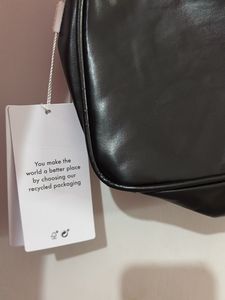 You make the
world a better place
by choosing our
recycled packaging